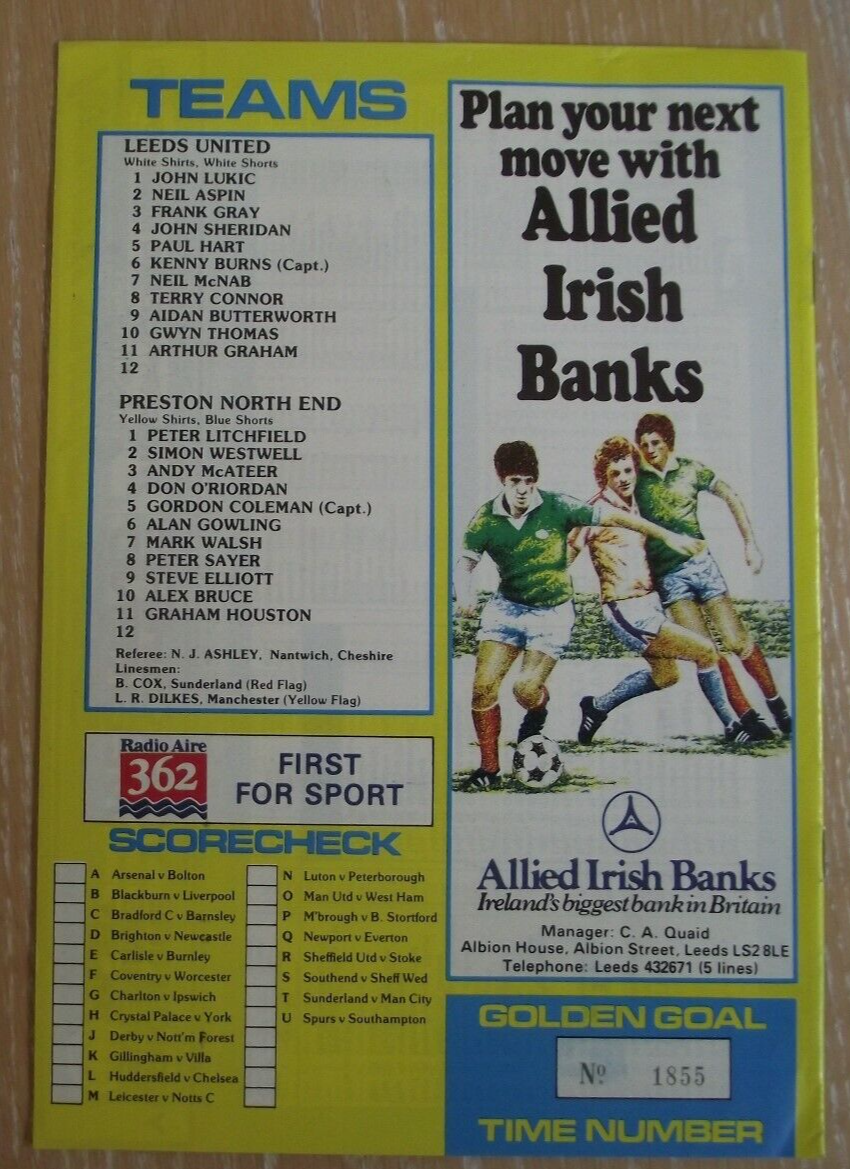 TEAMS
LEEDS UNITED
White Shirts, White Shorts
1 JOHN LUKIC
2 NEIL ASPIN
3 FRANK GRAY
4 JOHN SHERIDAN
5 PAUL HART
6 KENNY BURNS (Capt.)
7 NEIL McNAB
8 TERRY CONNOR
9 AIDAN BUTTERWORTH
10 GWYN THOMAS
11 ARTHUR GRAHAM
12
PRESTON NORTH END
Yellow Shirts, Blue Shorts
1 PETER LITCHFIELD
2 SIMON WESTWELL
3 ANDY McATEER
4 DON O'RIORDAN
5 GORDON COLEMAN (Capt.)
6 ALAN GOWLING
7 MARK WALSH
8 PETER SAYER
9 STEVE ELLIOTT
10 ALEX BRUCE
11 GRAHAM HOUSTON
12
Referee: N. J. ASHLEY, Nantwich, Cheshire
Linesmen:
B. COX, Sunderland (Red Flag)
L. R. DILKES, Manchester (Yellow Flag)
Radio Aire
362
FIRST
FOR SPORT
SCORECHECK
A Arsenal v Bolton
B Blackburn v Liverpool
C Bradford C v Barnsley
D Brighton v Newcastle
E Carlisle v Burnley
F Coventry v Worcester
G Charlton v Ipswich
H Crystal Palace v York
J Derby v Nott'm Forest
K Gillingham v Villa
L Huddersfield v Chelsea
M Leicester v Notts C
N Luton v Peterborough
O Man Utd v West Ham
P M'brough v B. Stortford
Q Newport v Everton
R Sheffield Utd v Stoke
S Southend v Sheff Wed
T Sunderland v Man City
U Spurs v Southampton
Plan your next
move with
Allied
Irish
Banks
A
Allied Irish Banks
Ireland's biggest bank in Britain
Manager: C. A. Quaid
Albion House, Albion Street, Leeds LS2 8LE
Telephone: Leeds 432671 (5 lines)
GOLDEN GOAL
Nº 1855
TIME NUMBER